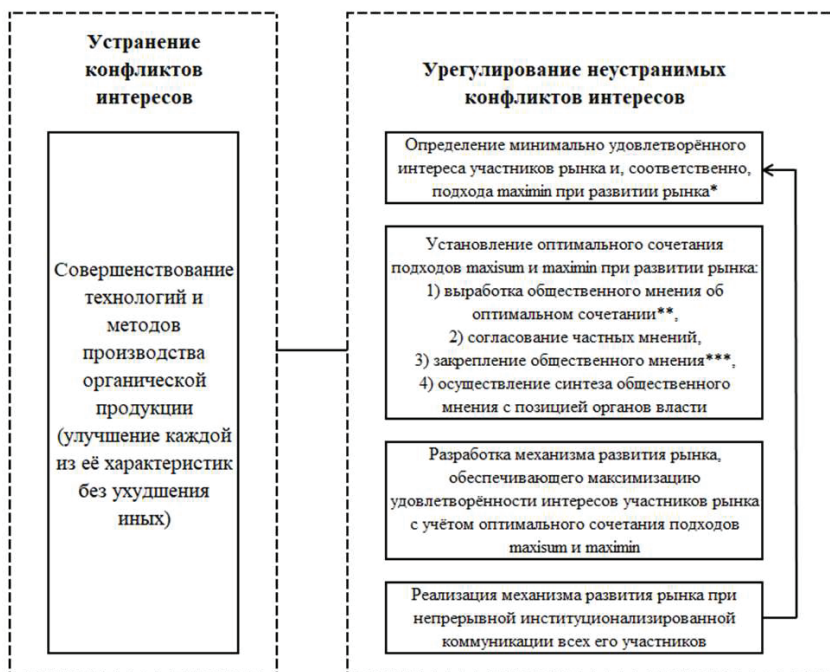 Устранение
конфликтов
интересов
Совершенствование
технологий и
методов
производства
органической
продукции
(улучшение каждой
из её характеристик
без ухудшения
иных)
Урегулирование неустранимых
конфликтов интересов
Определение минимально удовлетворённого
интереса участников рынка и, соответственно,
подхода maximin при развитии рынка*
Установление оптимального сочетания
подходов maxisum и maximin при развитии рынка:
1) выработка общественного мнения об
оптимальном сочетании**,
2) согласование частных мнений,
3) закрепление общественного мнения***,
4) осуществление синтеза общественного
мнения с позицией органов власти
Разработка механизма развития рынка,
обеспечивающего максимизацию
удовлетворённости интересов участников рынка
с учётом оптимального сочетания подходов
maxisum и maximin
Реализация механизма развития рынка при
непрерывной институционализированной
коммуникации всех его участников